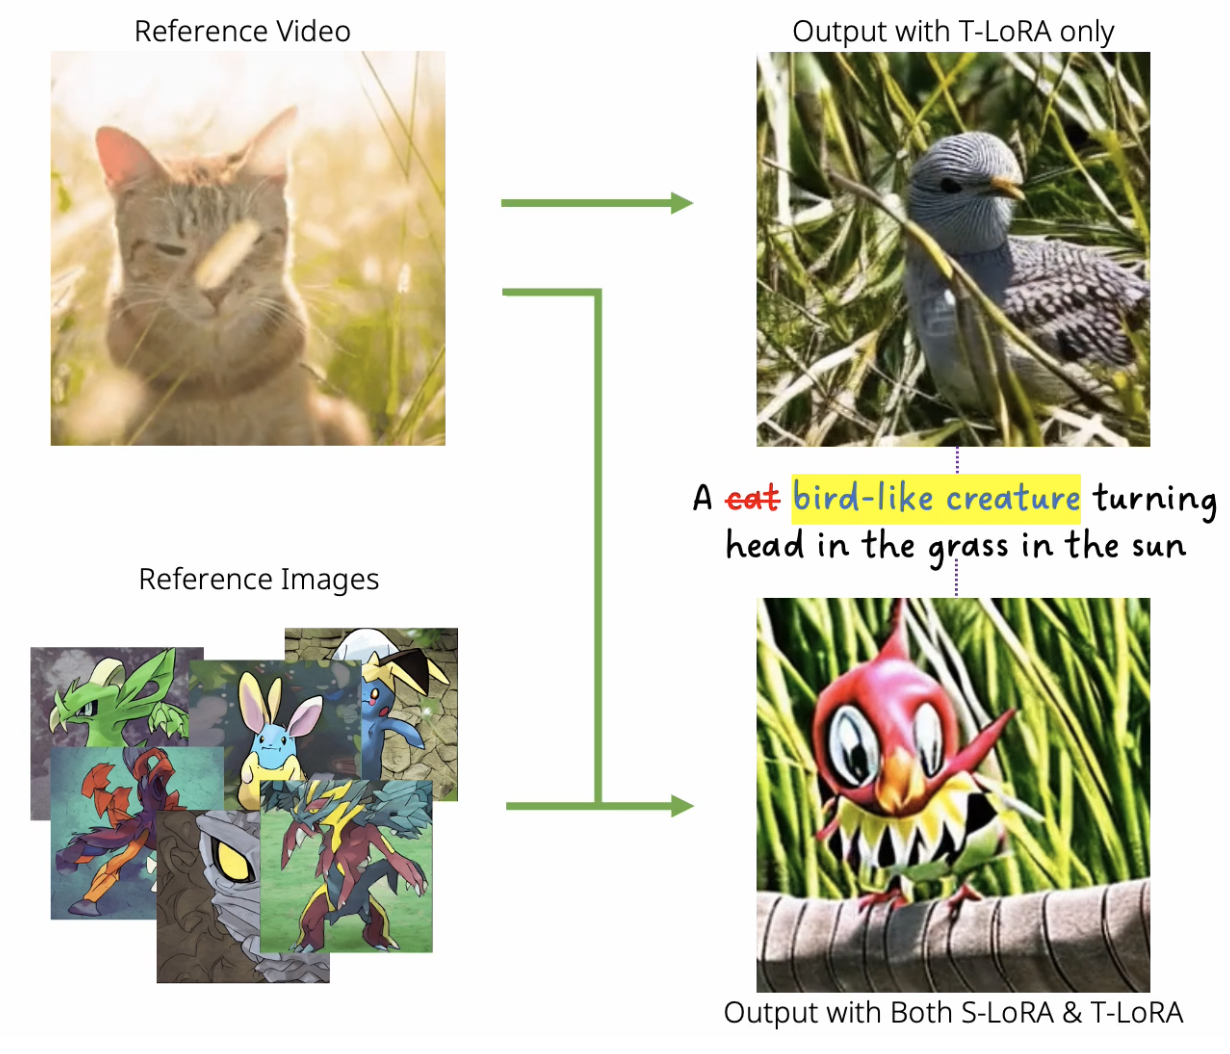 Reference Video
Output with T-LoRA only
A cat bird-like creature turning
head in the grass in the sun
Reference Images
Output with Both S-LoRA & T-LoRA